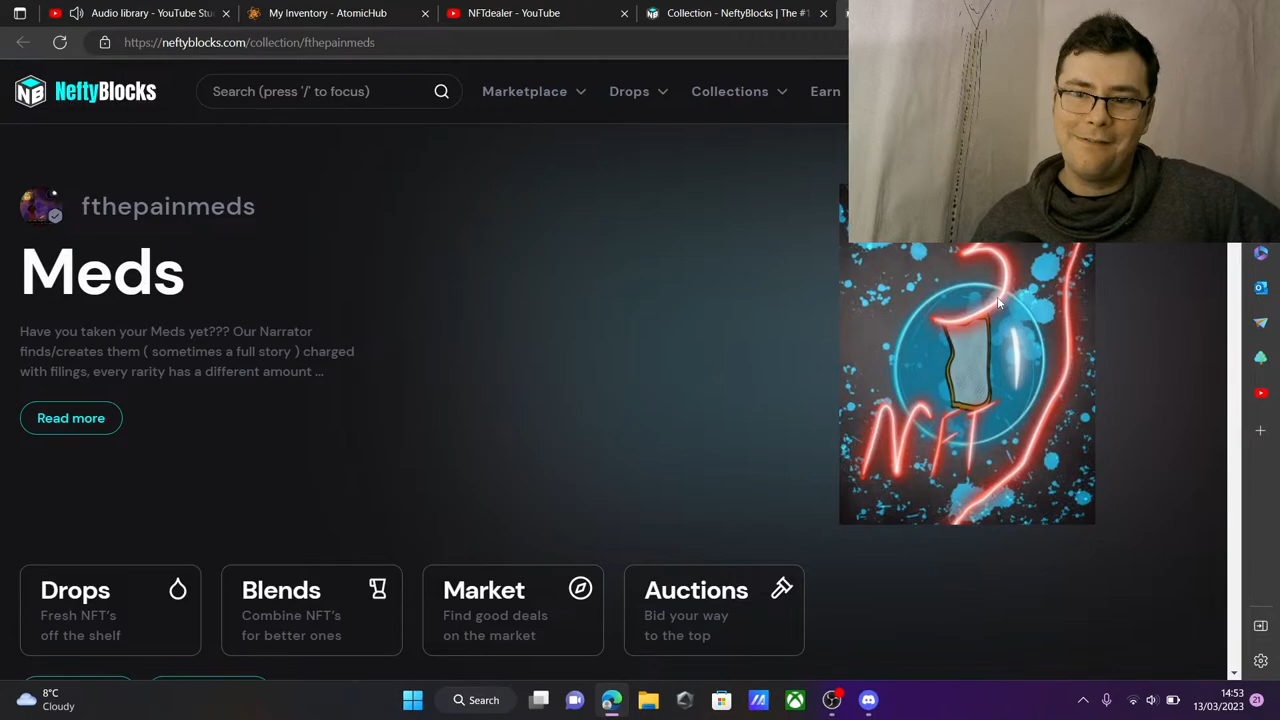 Audio library - YouTube Stu
My Inventory - AtomicHub
NFTdealer - YouTube
Collection - Neftyblocks | The #1
https://neftyblocks.com/collection/fthepainmeds
NB NeftyBlocks
Search (press '/' to focus)
Marketplace
Drops
Collections
Earn
fthepainmeds
Meds
Have you taken your Meds yet??? Our Narrator
finds/creates them ( sometimes a full story ) charged
with filings, every rarity has a different amount ...
Read more
NFT
Drops
Fresh NFT's
off the shelf
Blends
Combine NFT's
for better ones
Market
Find good deals
on the market
Auctions
Bid your way
to the top
8°C
Cloudy
Search
14:53
13/03/2023
21